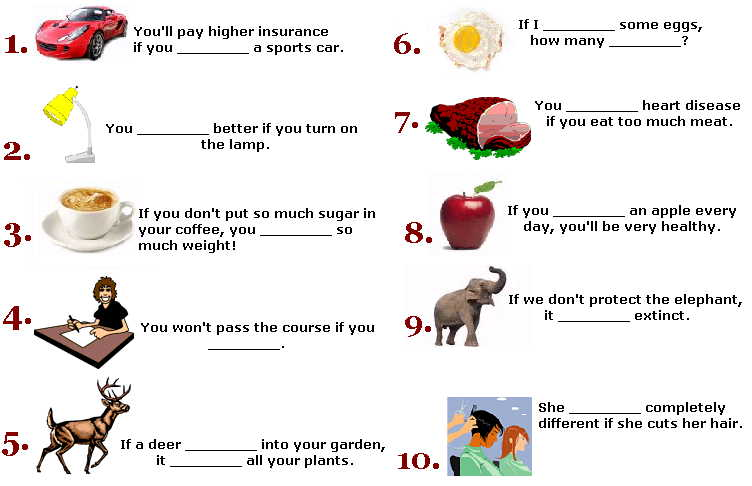 1. You'll pay higher insurance
if you _________ a sports car.
2. You _________ better if you turn on
the lamp.
3. If you don't put so much sugar in
your coffee, you _________ so
much weight!
4. You won't pass the course if you
_________.
5. If a deer _________ into your garden,
it _________ all your plants.
6. If I _________ some eggs,
how many _________?
7. You _________ heart disease
if you eat too much meat.
8. If you _________ an apple every
day, you'll be very healthy.
9. If we don't protect the elephant,
it _________ extinct.
10. She _________ completely
different if she cuts her hair.